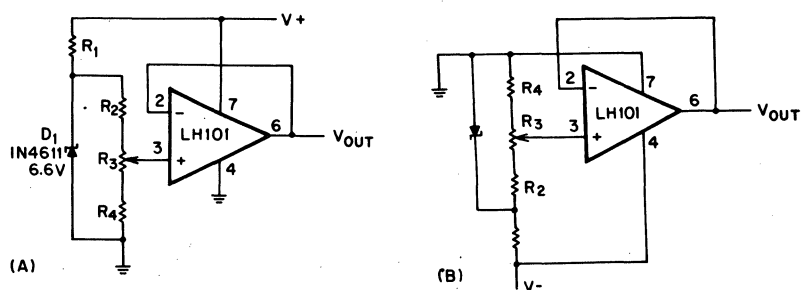 V+
R1
R2
2
7
LH101
6
VOUT
D1
IN4611
6.6V
R3
3
4
R4
(A)
2
7
R4
LH101
6
VOUT
R3
3
4
R2
(B)
V-